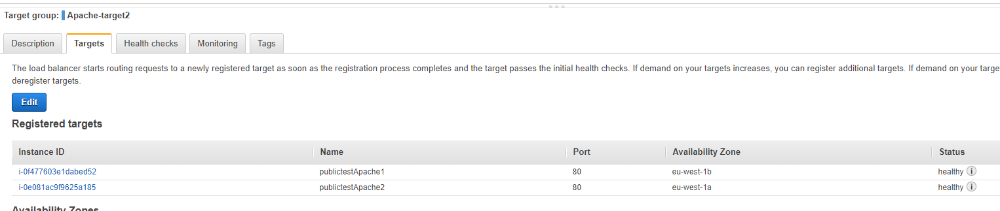 Target group: Apache-target2
Description Targets Health checks Monitoring Tags
The load balancer starts routing requests to a newly registered target as soon as the registration process completes and the target passes the initial health checks. If demand on your targets increases, you can register additional targets. If demand on your targe
deregister targets.
Edit
Registered targets
Instance ID Name Port Availability Zone Status
i-0f477603e1dabed52 publictestApache1 80 eu-west-1b healthy
i-0e081ac9f9625a185 publictestApache2 80 eu-west-1a healthy
Availability Zones